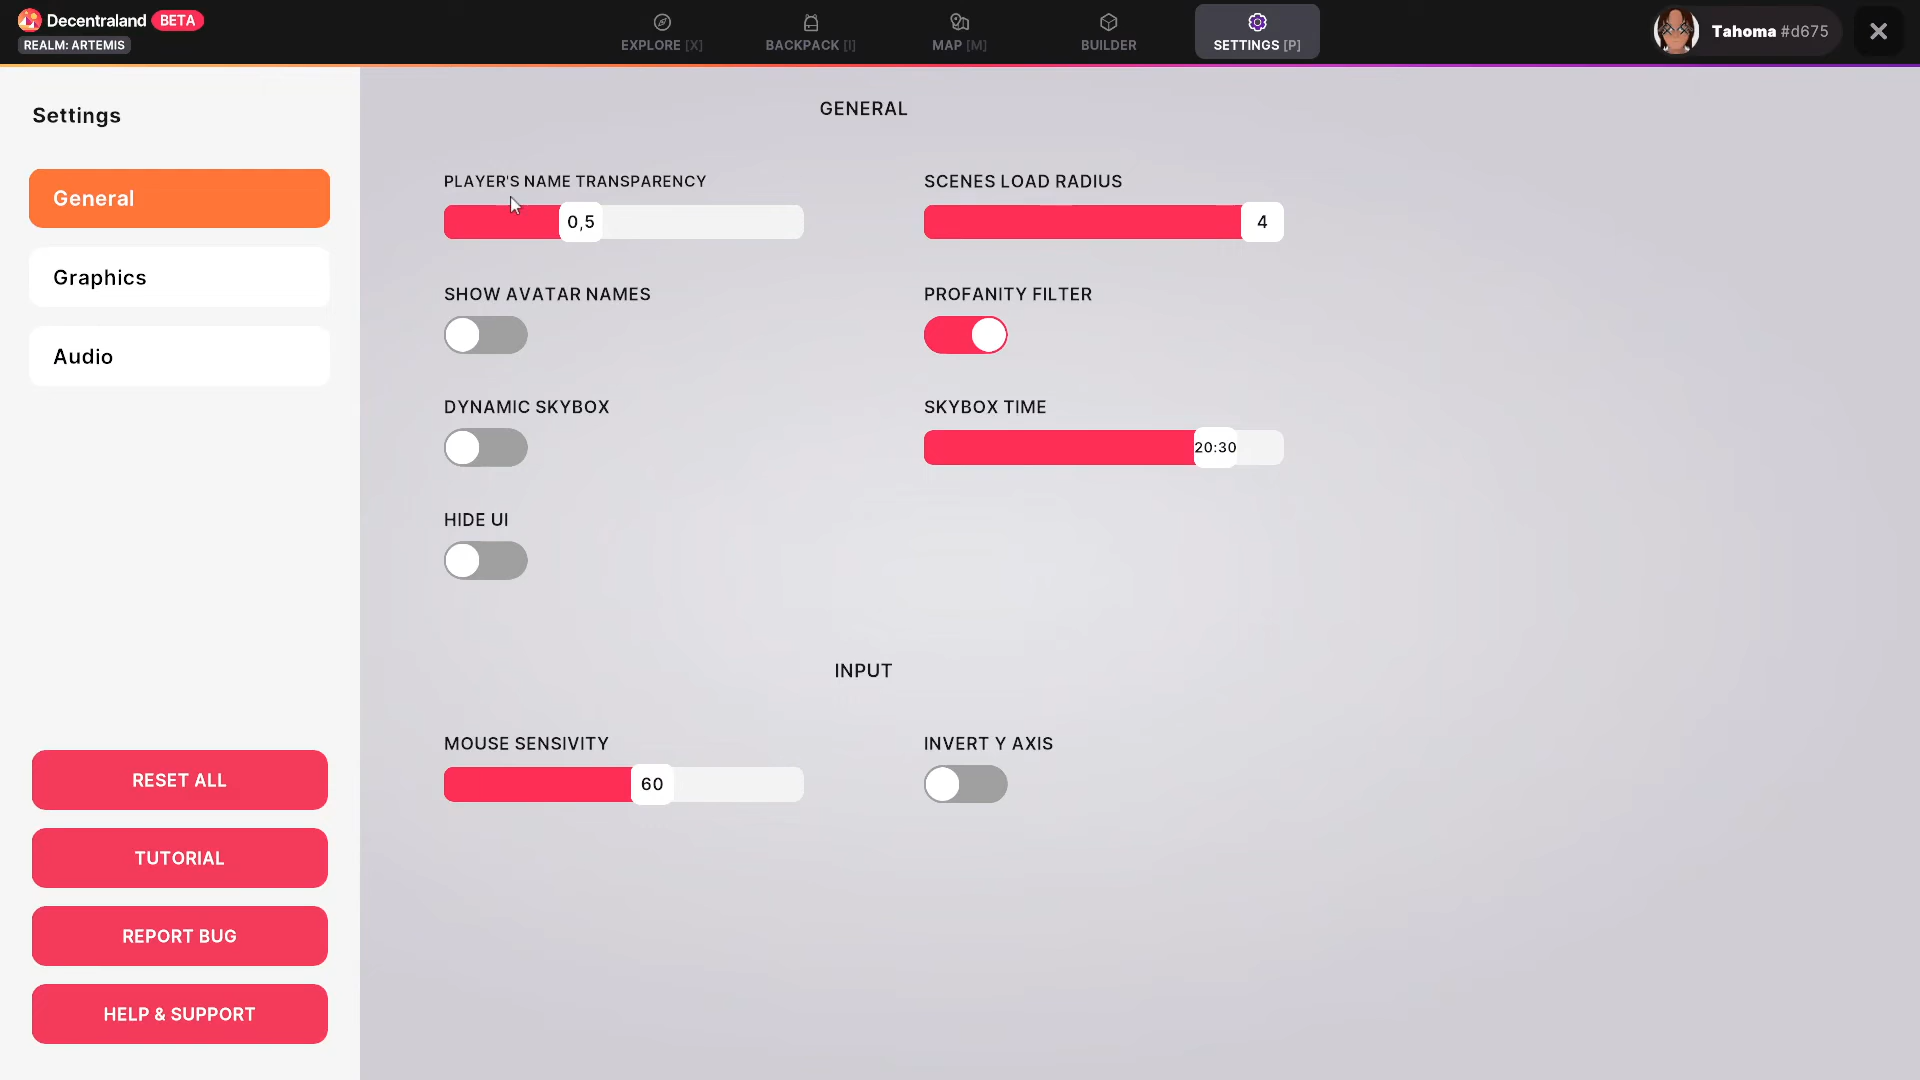 Decentraland BETA
REALM: ARTEMIS
EXPLORE [X]
BACKPACK [I]
MAP [M]
BUILDER
SETTINGS [P]
Tahoma #d675
Settings
General
Graphics
Audio
RESET ALL
TUTORIAL
REPORT BUG
HELP & SUPPORT
GENERAL
PLAYER'S NAME TRANSPARENCY
0,5
SCENES LOAD RADIUS
4
SHOW AVATAR NAMES
PROFANITY FILTER
DYNAMIC SKYBOX
SKYBOX TIME
20:30
HIDE UI
INPUT
MOUSE SENSIVITY
60
INVERT Y AXIS